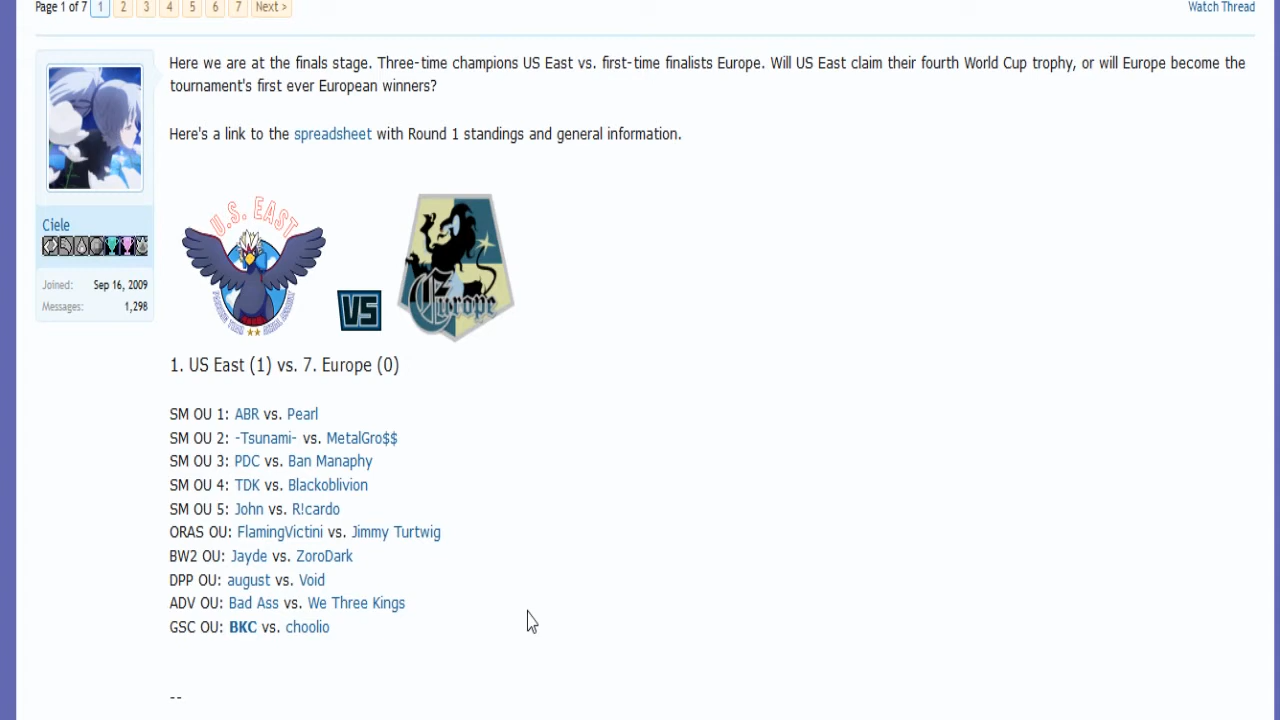 Page 1 of 7 1 2 3 4 5 6 7 Next > Watch Thread
Here we are at the finals stage. Three-time champions US East vs. first-time finalists Europe. Will US East claim their fourth World Cup trophy, or will Europe become the
tournament's first ever European winners?
Here's a link to the spreadsheet with Round 1 standings and general information.
Ciele
Joined: Sep 16, 2009
Messages: 1,298
U.S. EAST
VS
Europe
1. US East (1) vs. 7. Europe (0)
SM OU 1: ABR vs. Pearl
SM OU 2: -Tsunami- vs. MetalGro$$
SM OU 3: PDC vs. Ban Manaphy
SM OU 4: TDK vs. Blackoblivion
SM OU 5: John vs. R!cardo
ORAS OU: FlamingVictini vs. Jimmy Turtwig
BW2 OU: Jayde vs. ZoroDark
DPP OU: august vs. Void
ADV OU: Bad Ass vs. We Three Kings
GSC OU: BKC vs. choolio
--